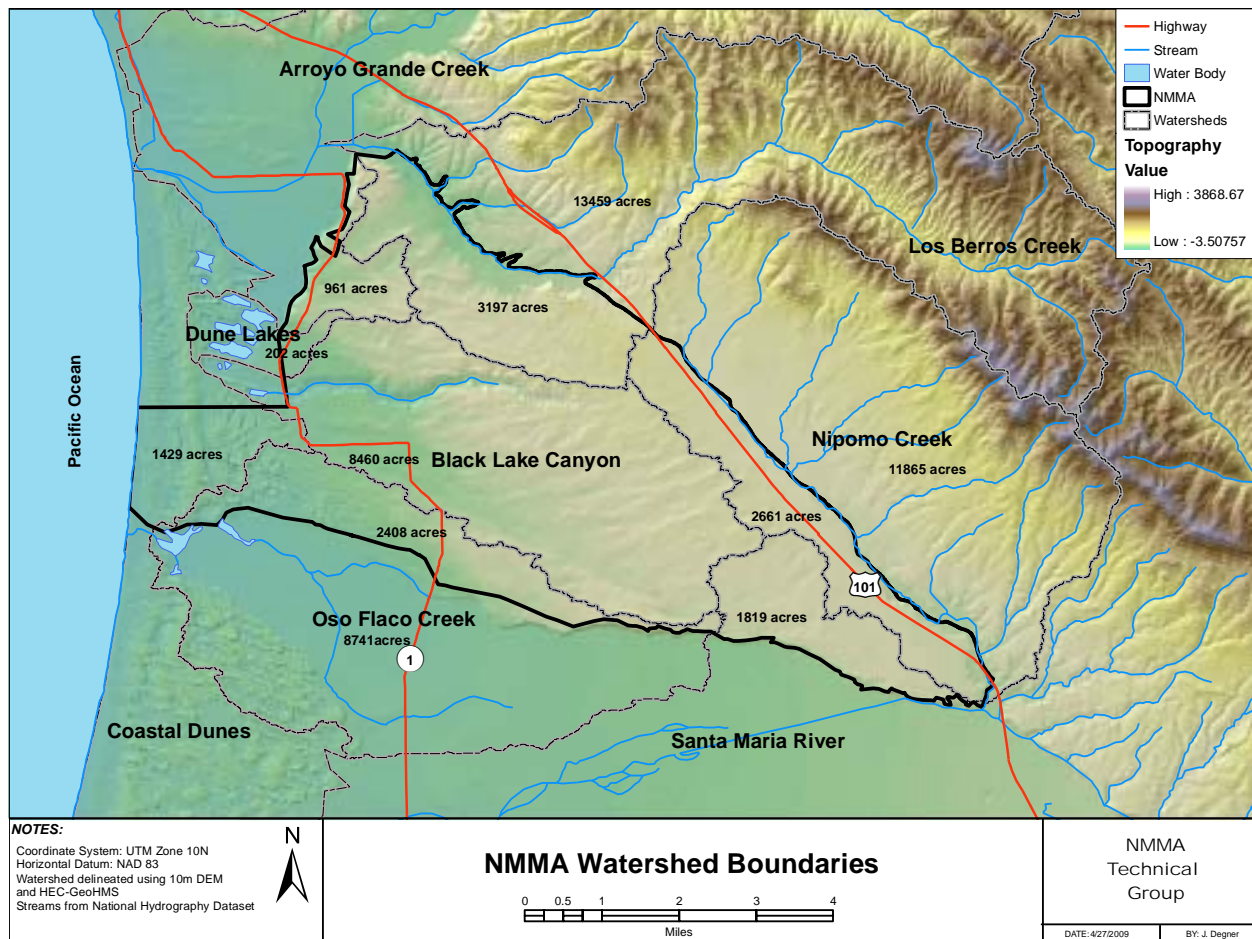 Highway
Stream
Water Body
NMMA
Watersheds
Topography
Value
High : 3868.67
Low : -3.50757
Arroyo Grande Creek
13459 acres
Los Berros Creek
961 acres
3197 acres
Dune Lakes
202 acres
Pacific Ocean
Nipomo Creek
11865 acres
1429 acres
8460 acres
Black Lake Canyon
2661 acres
2408 acres
101
Oso Flaco Creek
8741acres
1819 acres
1
Coastal Dunes
Santa Maria River
NOTES:
Coordinate System: UTM Zone 10N
Horizontal Datum: NAD 83
Watershed delineated using 10m DEM
and HEC-GeoHMS
Streams from National Hydrography Dataset
N
NMMA Watershed Boundaries
0 0.5 1 2 3 4
Miles
NMMA
Technical
Group
DATE:4/27/2009
BY: J. Degner